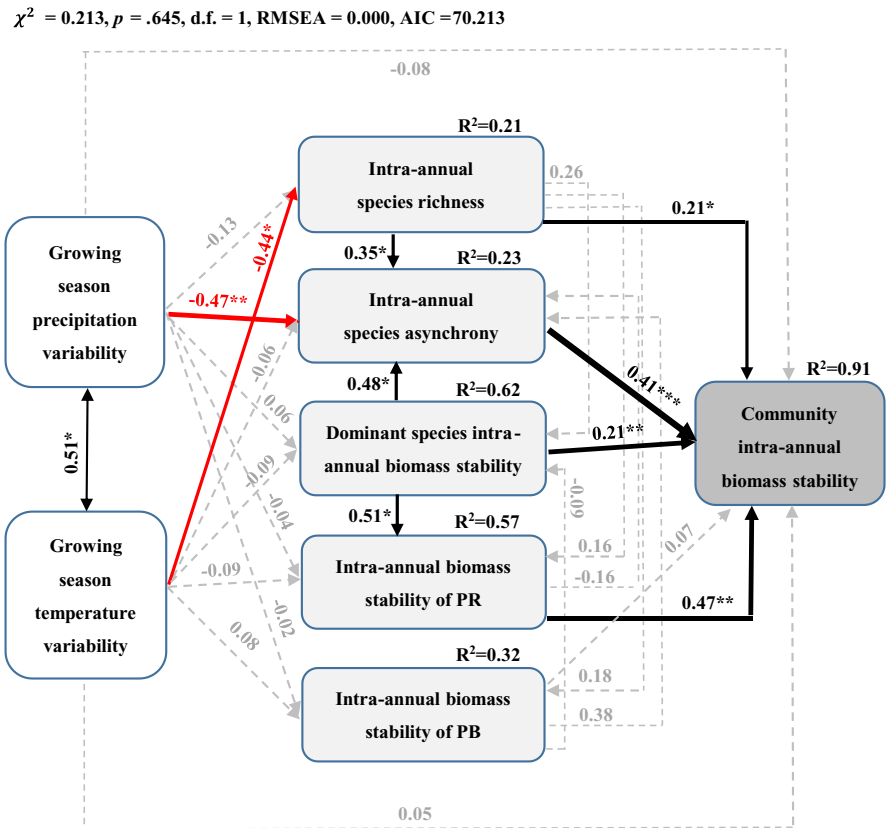 χ² = 0.213, p = .645, d.f. = 1, RMSEA = 0.000, AIC =70.213
-0.08
R²=0.21
Intra-annual
species richness
0.26
-0.13
-0.44*
0.21*
0.35*
R²=0.23
Growing
season
precipitation
variability
-0.47**
Intra-annual
species asynchrony
-0.06
0.41***
R²=0.91
0.48*
R²=0.62
0.06
Dominant species intra-
annual biomass stability
0.21**
Community
intra-annual
biomass stability
0.51*
-0.09
-0.09
0.51*
R²=0.57
-0.04
0.07
Growing
season
temperature
variability
-0.09
Intra-annual biomass
stability of PR
0.16
-0.16
0.47**
-0.02
0.08
R²=0.32
Intra-annual biomass
stability of PB
0.18
0.38
0.05